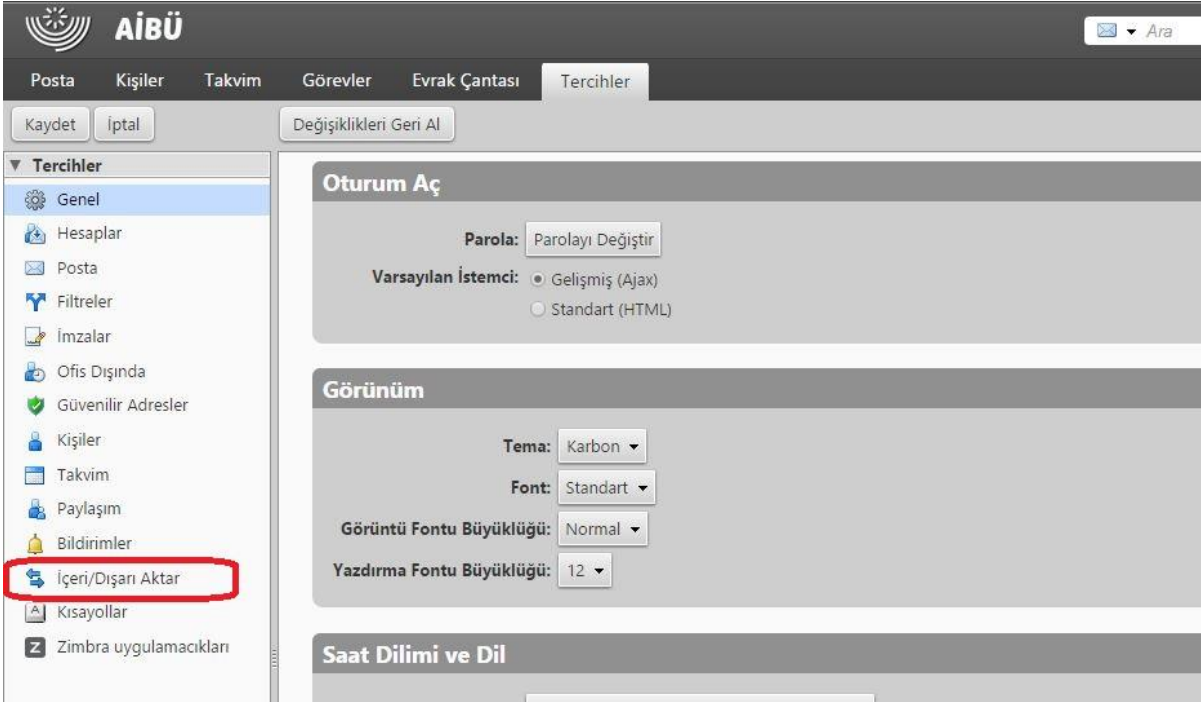 AİBÜ
Ara
Posta Kişiler Takvim Görevler Evrak Çantası Tercihler
Kaydet İptal Değişiklikleri Geri Al
Tercihler
Genel
Hesaplar
Posta
Filtreler
İmzalar
Ofis Dışında
Güvenilir Adresler
Kişiler
Takvim
Paylaşım
Bildirimler
İçeri/Dışarı Aktar
Kısayollar
Zimbra uygulamacıkları
Oturum Aç
Parola: Parolayı Değiştir
Varsayılan İstemci: Gelişmiş (Ajax)
Standart (HTML)
Görünüm
Tema: Karbon
Font: Standart
Görüntü Fontu Büyüklüğü: Normal
Yazdırma Fontu Büyüklüğü: 12
Saat Dilimi ve Dil